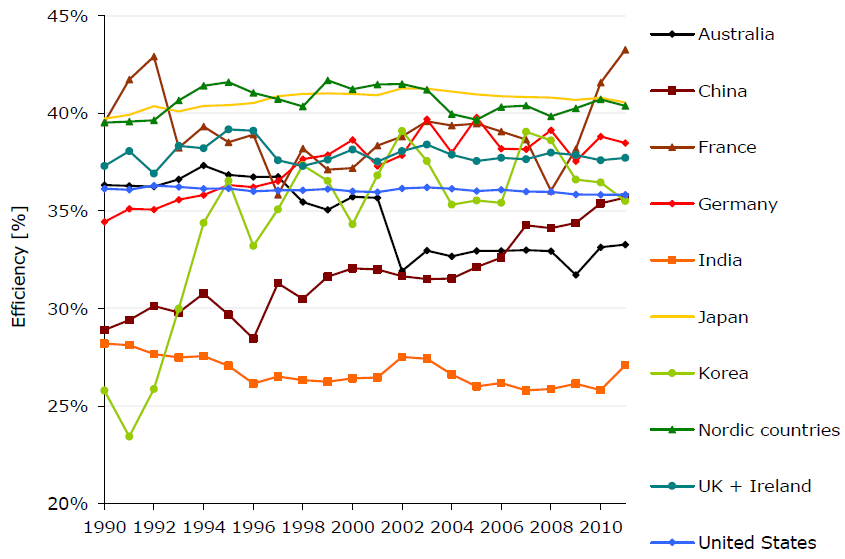 45%
Australia
China
40%
France
Germany
35%
India
30%
Japan
Korea
25%
Nordic countries
UK + Ireland
20%
1990 1992 1994 1996 1998 2000 2002 2004 2006 2008 2010
United States
Efficiency [%]